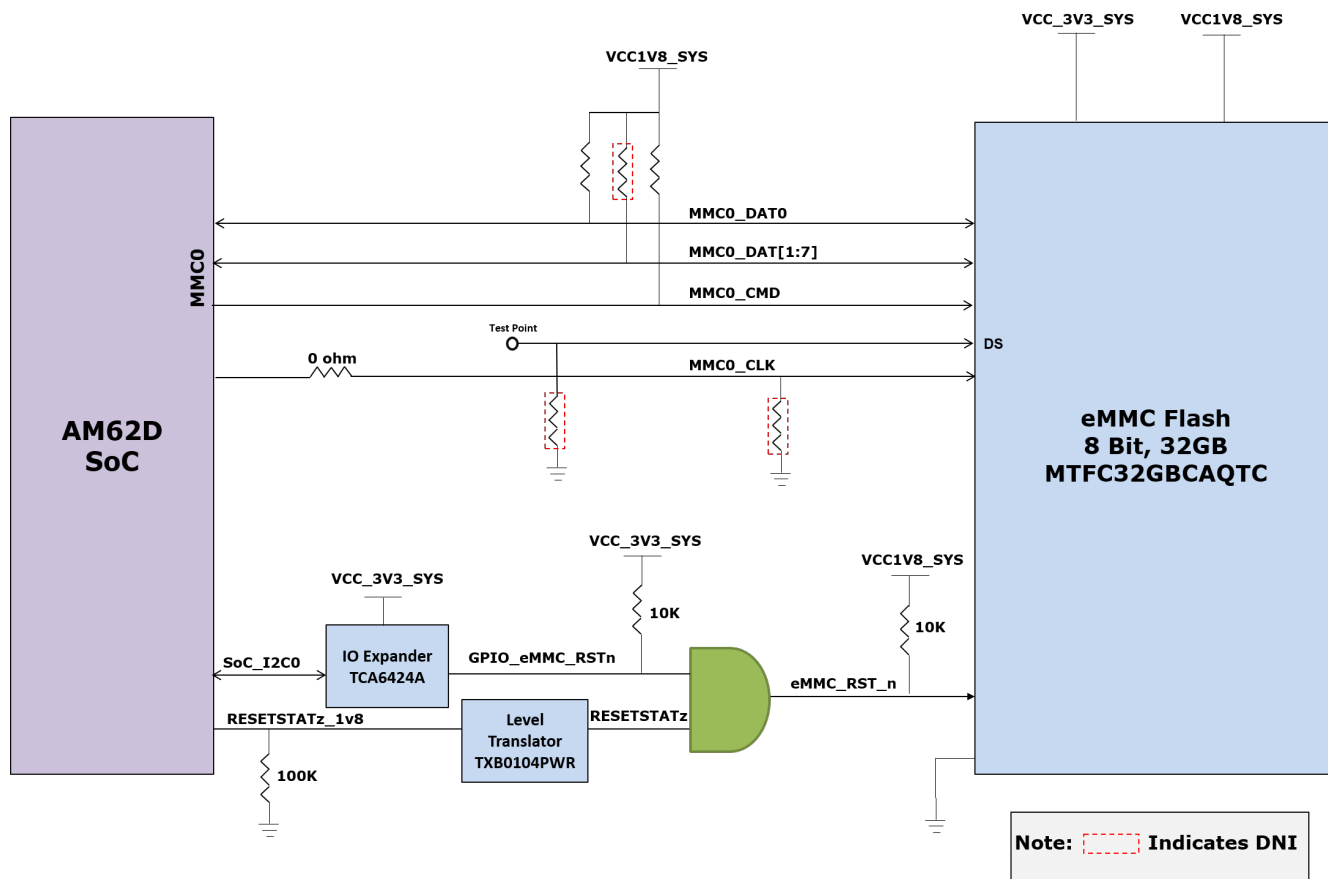 VCC_3V3_SYS
VCC1V8_SYS
VCC1V8_SYS
MMC0_DAT0
MMC0_DAT[1:7]
MMC0
MMC0_CMD
Test Point
DS
0 ohm
MMC0_CLK
AM62D
SoC
eMMC Flash
8 Bit, 32GB
MTFC32GBCAQTC
VCC_3V3_SYS
VCC1V8_SYS
VCC_3V3_SYS
10K
10K
SoC_I2C0
IO Expander
TCA6424A
GPIO_eMMC_RSTn
eMMC_RST_n
RESETSTATz_1v8
Level
Translator
TXB0104PWR
RESETSTATz
100K
Note:
Indicates DNI